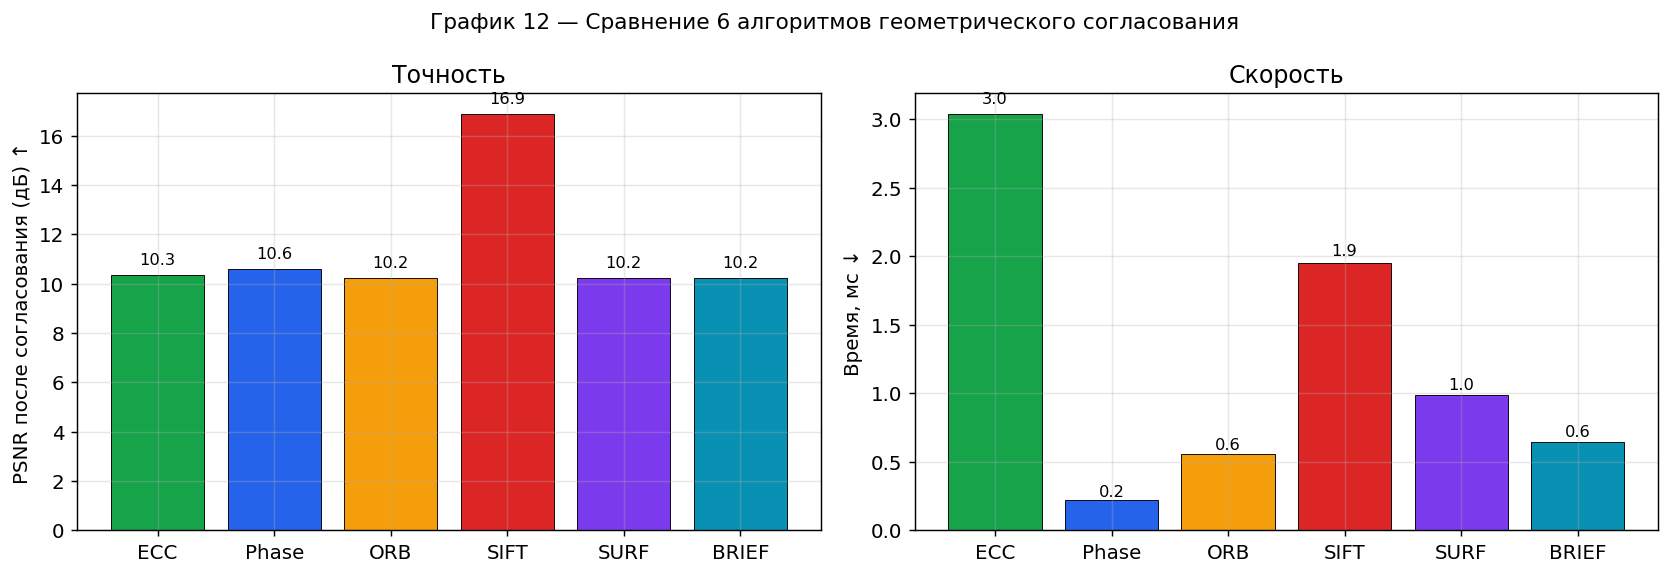 График 12 — Сравнение 6 алгоритмов геометрического согласования
Точность
PSNR после согласования (дБ) ↑
16
14
12
10
8
6
4
2
0
10.3
10.6
10.2
16.9
10.2
10.2
ECC
Phase
ORB
SIFT
SURF
BRIEF
Скорость
Время, мс ↓
3.0
2.5
2.0
1.5
1.0
0.5
0.0
3.0
0.2
0.6
1.9
1.0
0.6
ECC
Phase
ORB
SIFT
SURF
BRIEF